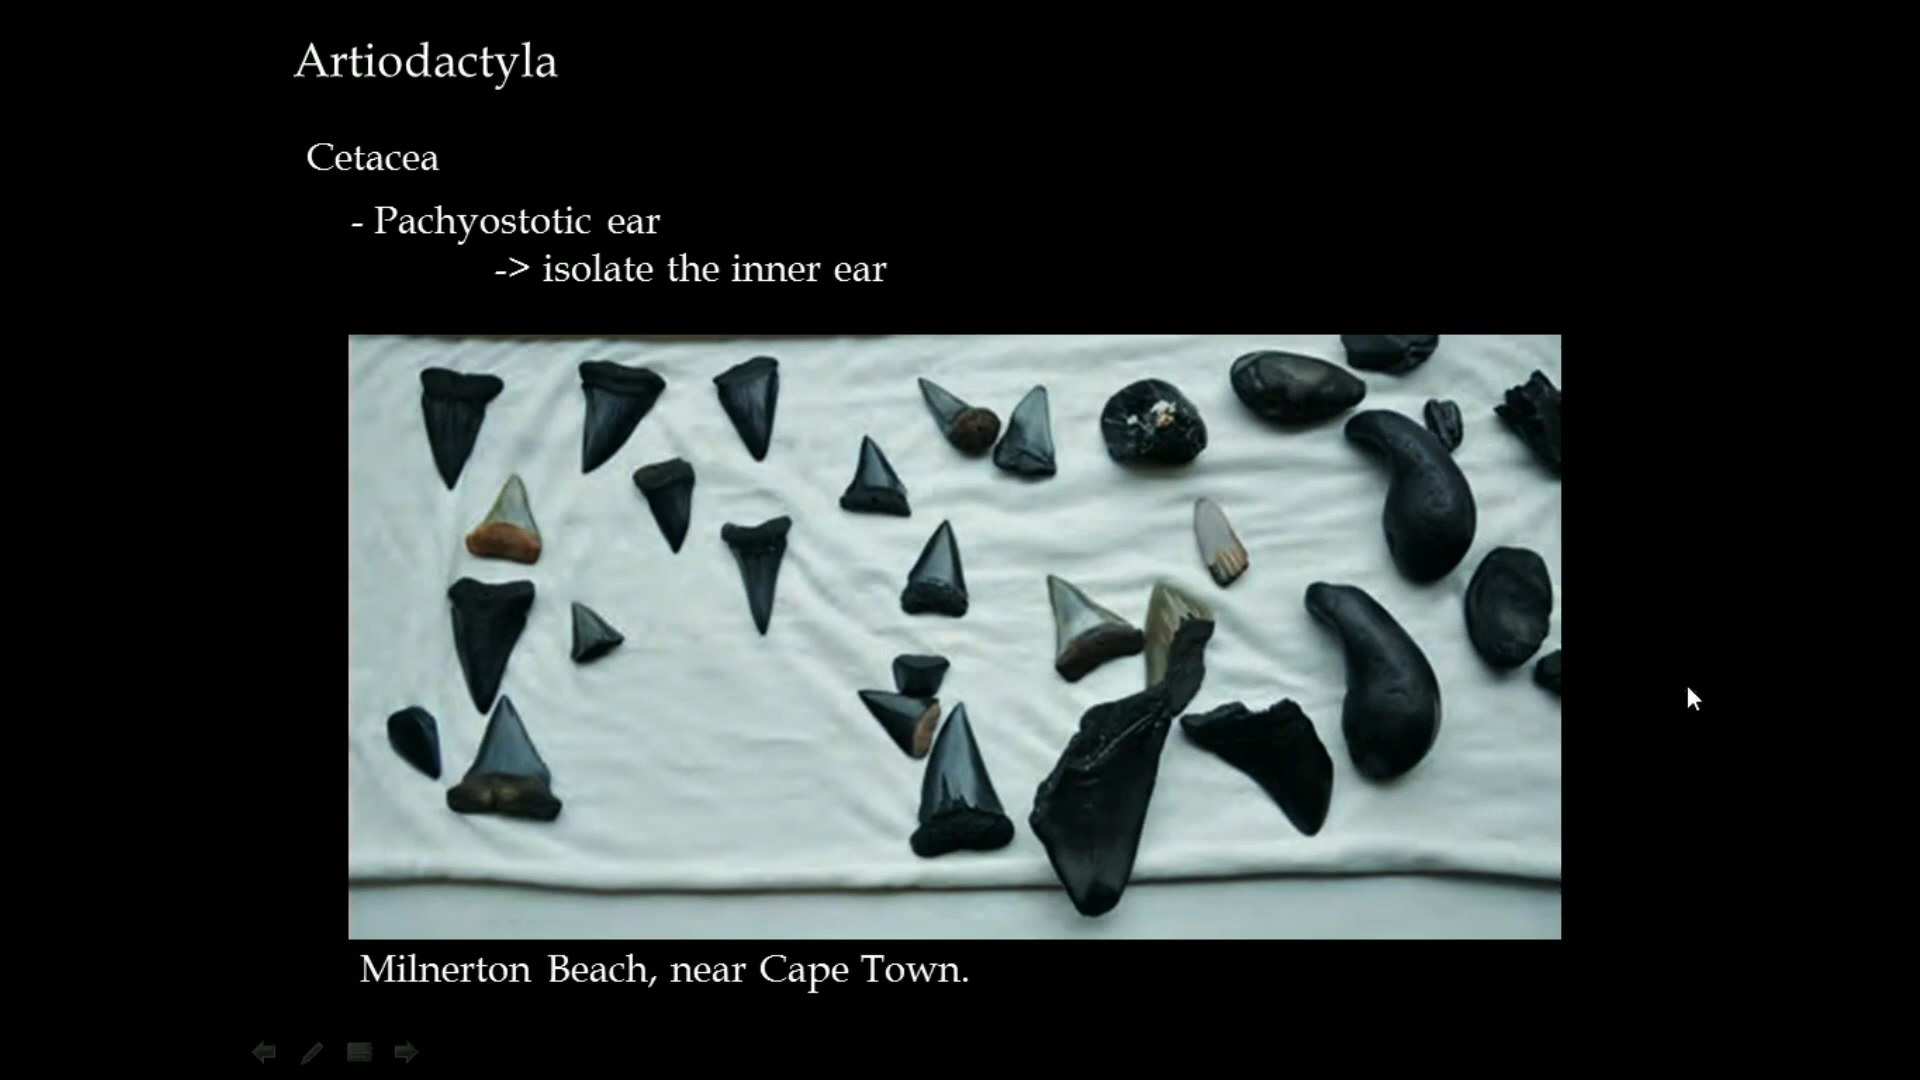 Artiodactyla
Cetacea
- Pachyostotic ear
-> isolate the inner ear
Milnerton Beach, near Cape Town.